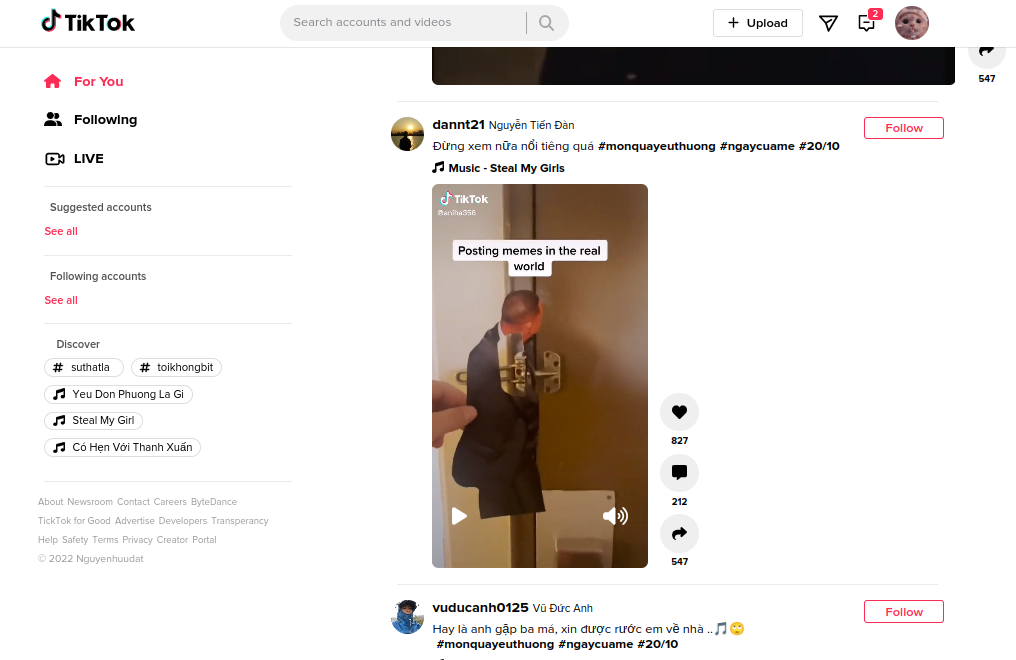 TikTok
Search accounts and videos
Upload
2
For You
Following
LIVE
Suggested accounts
See all
Following accounts
See all
Discover
# suthatla
# toikhongbit
Yeu Don Phuong La Gi
Steal My Girl
Có Hẹn Với Thanh Xuấn
About Newsroom Contact Careers ByteDance
TickTok for Good Advertise Developers Transperancy
Help Safety Terms Privacy Creator Portal
© 2022 Nguyenhuudat
547
dannt21 Nguyễn Tiến Đàn
Follow
Đừng xem nữa nổi tiêng quá #monquayeuthuong #ngaycuame #20/10
Music - Steal My Girls
TikTok
@aniha356
Posting memes in the real
world
827
212
547
vuducanh0125 Vũ Đức Anh
Follow
Hay là anh gặp ba má, xin được rước em về nhà ..🎵🙄
#monquayeuthuong #ngaycuame #20/10